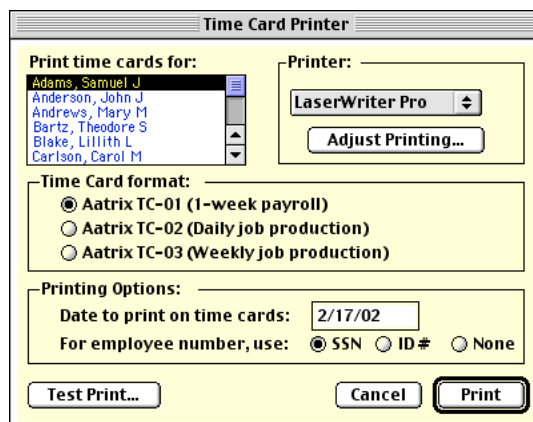 Time Card Printer
Print time cards for:
Adams, Samuel J
Anderson, John J
Andrews, Mary M
Bartz, Theodore S
Blake, Lillith L
Carlson, Carol M
Printer:
LaserWriter Pro
Adjust Printing...
Time Card format:
Aatrix TC-01 (1-week payroll)
Aatrix TC-02 (Daily job production)
Aatrix TC-03 (Weekly job production)
Printing Options:
Date to print on time cards: 2/17/02
For employee number, use: SSN ID# None
Test Print... Cancel Print